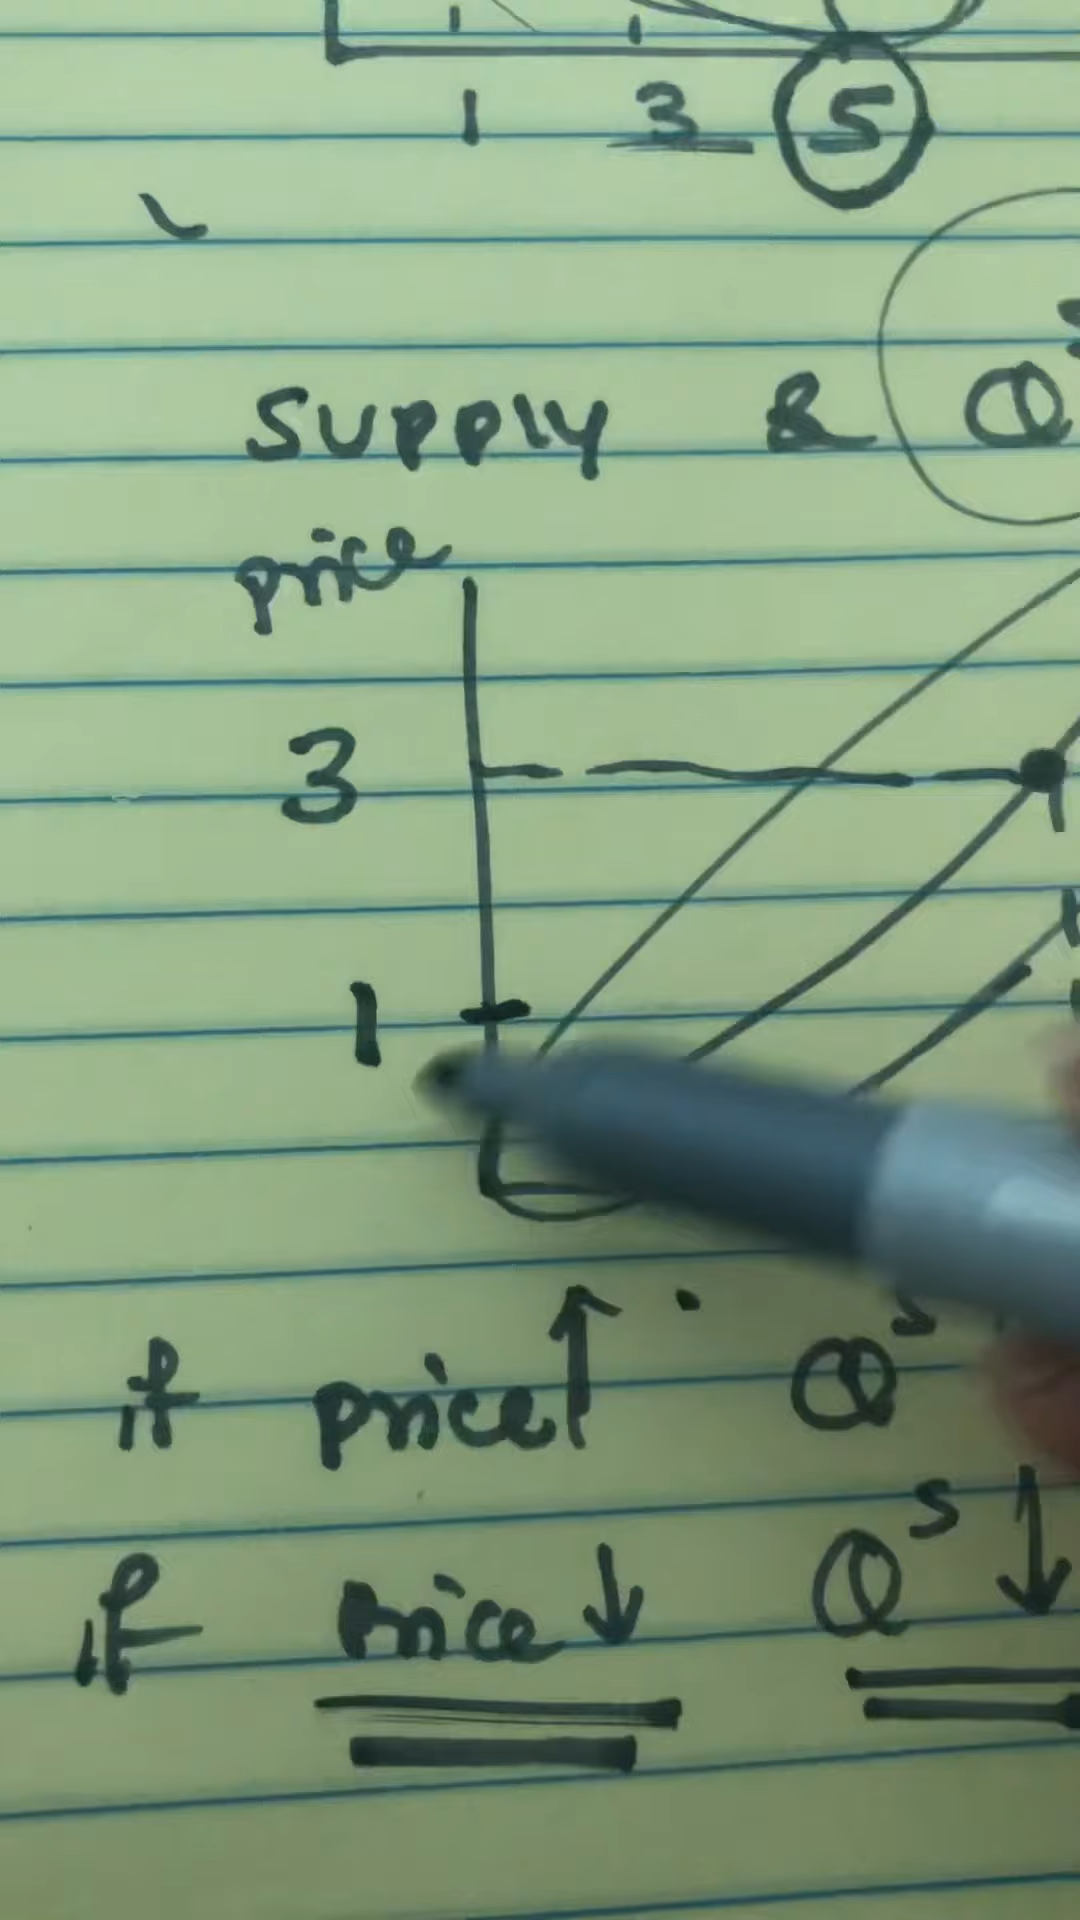 1 3 5
Supply & Q
price
3
1
if price↑ Q^s
if price↓ Q^s↓